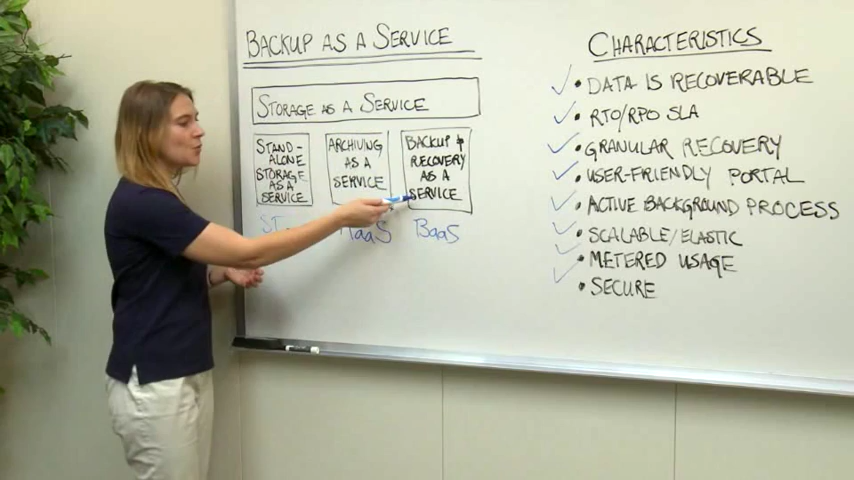 BACKUP AS A SERVICE
STORAGE AS A SERVICE
STAND-
ALONE
STORAGE
AS A
SERVICE
ARCHIVING
AS A
SERVICE
BACKUP &
RECOVERY
AS A
SERVICE
BaaS
CHARACTERISTICS
• DATA IS RECOVERABLE
• RTO/RPO SLA
• GRANULAR RECOVERY
• USER-FRIENDLY PORTAL
• ACTIVE BACKGROUND PROCESS
• SCALABLE/ELASTIC
• METERED USAGE
• SECURE